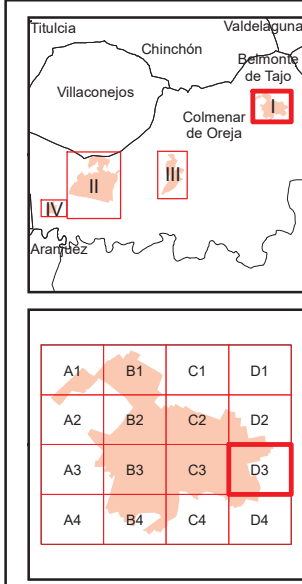 Titulcia
Valdelaguna
Chinchón
Belmonte
de Tajo
Villaconejos
I
Colmenar
de Oreja
II
III
IV
Aranjuez
A1 B1 C1 D1
A2 B2 C2 D2
A3 B3 C3 D3
A4 B4 C4 D4